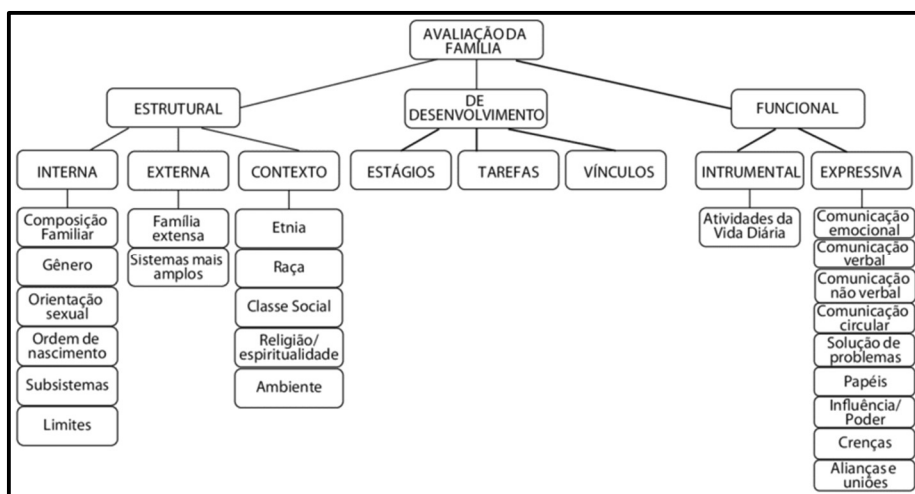 AVALIAÇÃO DA
FAMÍLIA
ESTRUTURAL
DE
DESENVOLVIMENTO
FUNCIONAL
INTERNA
EXTERNA
CONTEXTO
ESTÁGIOS
TAREFAS
VÍNCULOS
INTRUMENTAL
EXPRESSIVA
Composição
Familiar
Gênero
Orientação
sexual
Ordem de
nascimento
Subsistemas
Limites
Família
extensa
Sistemas mais
amplos
Etnia
Raça
Classe Social
Religião/
espiritualidade
Ambiente
Atividades da
Vida Diária
Comunicação
emocional
Comunicação
verbal
Comunicação
não verbal
Comunicação
circular
Solução de
problemas
Papéis
Influência/
Poder
Crenças
Alianças e
uniões